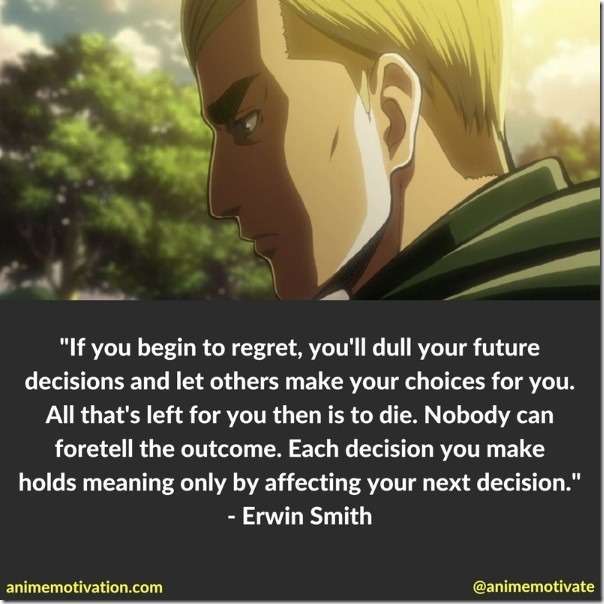 "If you begin to regret, you'll dull your future
decisions and let others make your choices for you.
All that's left for you then is to die. Nobody can
foretell the outcome. Each decision you make
holds meaning only by affecting your next decision."
- Erwin Smith
animemotivation.com
@animemotivate